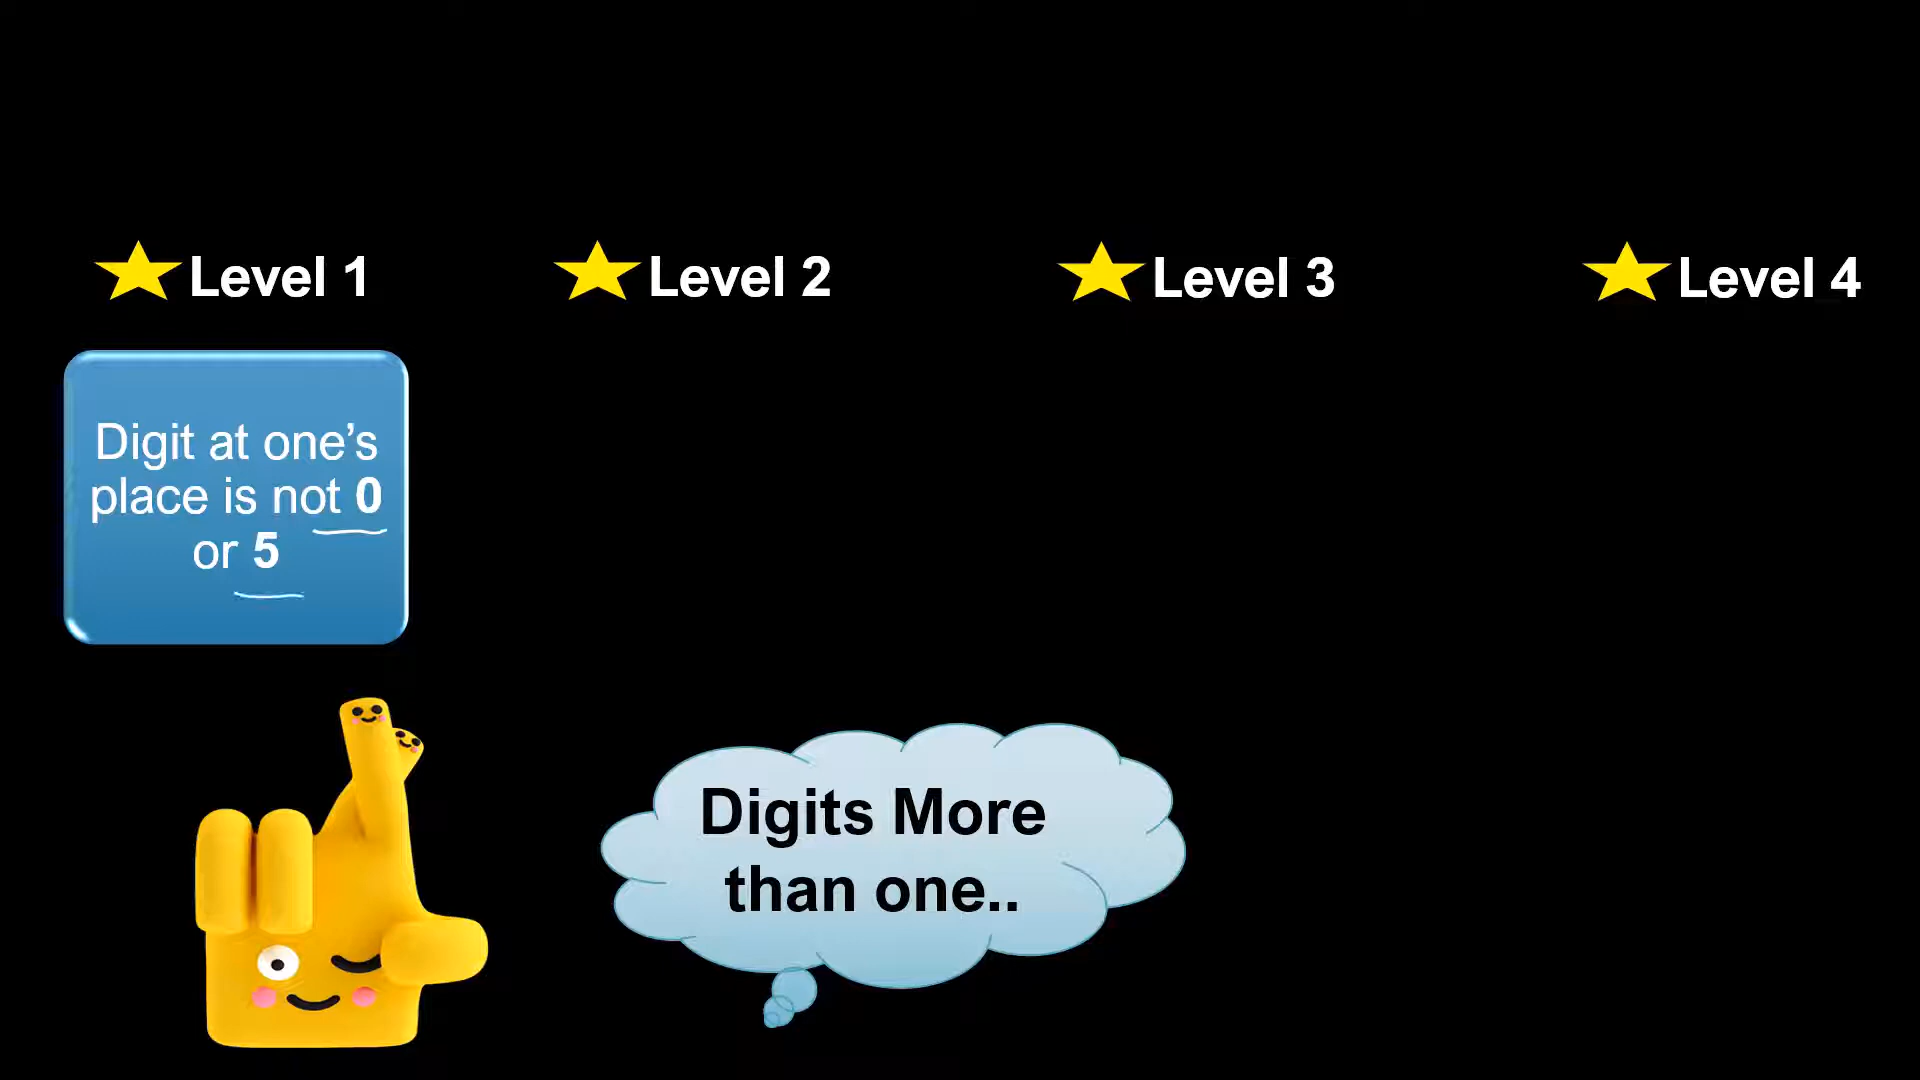 Level 1
Level 2
Level 3
Level 4
Digit at one’s
place is not 0
or 5
Digits More
than one..